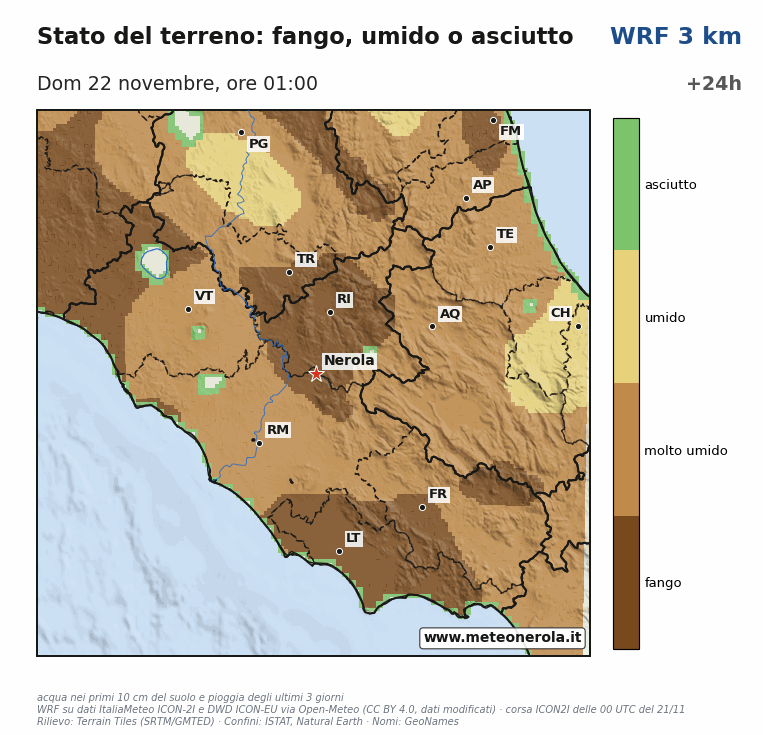 Stato del terreno: fango, umido o asciutto
WRF 3 km
Dom 22 novembre, ore 01:00
+24h
FM
PG
AP
TE
TR
VT
RI
AQ
CH
Nerola
RM
FR
LT
www.meteonerola.it
asciutto
umido
molto umido
fango
acqua nei primi 10 cm del suolo e pioggia degli ultimi 3 giorni
WRF su dati ItaliaMeteo ICON-2I e DWD ICON-EU via Open-Meteo (CC BY 4.0, dati modificati) · corsa ICON2I delle 00 UTC del 21/11
Rilievo: Terrain Tiles (SRTM/GMTED) · Confini: ISTAT, Natural Earth · Nomi: GeoNames